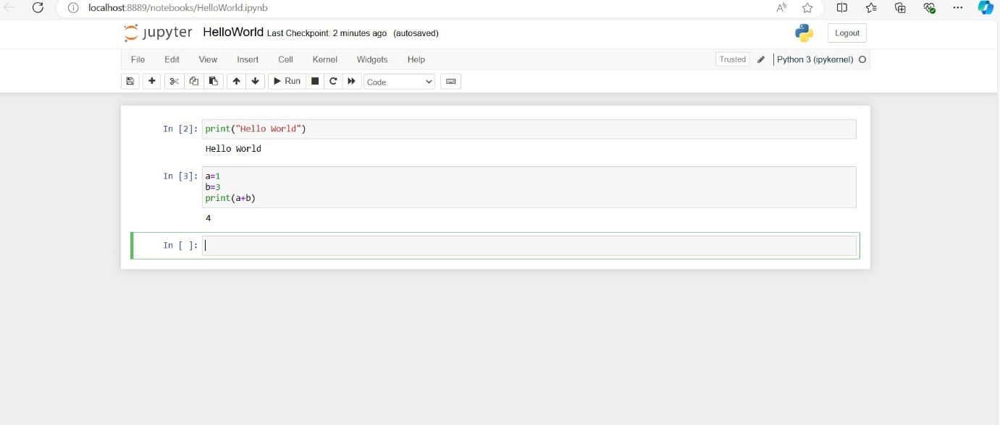 localhost:8889/notebooks/HelloWorld.ipynb
jupyter HelloWorld Last Checkpoint: 2 minutes ago (autosaved)
Logout
File Edit View Insert Cell Kernel Widgets Help
Trusted Python 3 (ipykernel)
Run Code
In [2]: print("Hello World")
Hello World
In [3]: a=1
b=3
print(a+b)
4
In [ ]: